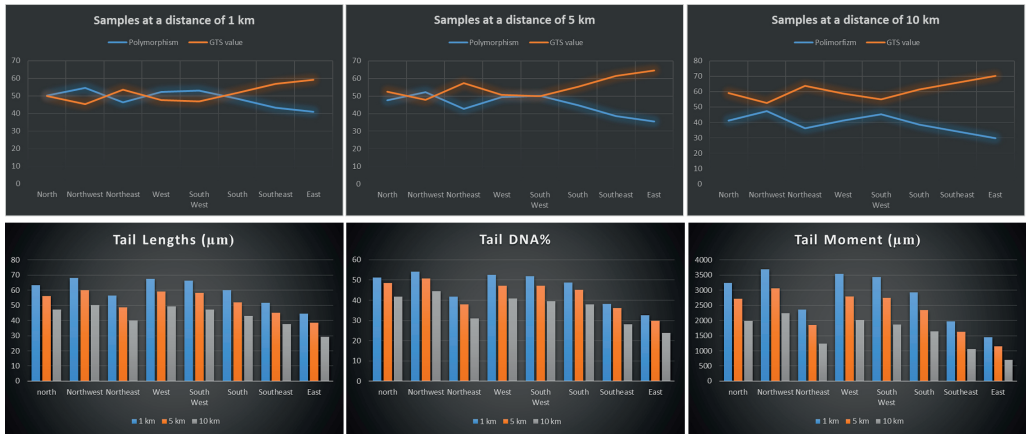 Samples at a distance of 1 km
Polymorphism GTS value
70
60
50
40
30
20
10
0
North Northwest Northeast West South West South Southeast East
Samples at a distance of 5 km
Polymorphism GTS value
70
60
50
40
30
20
10
0
North Northwest Northeast West South West South Southeast East
Samples at a distance of 10 km
Polimorfizm GTS value
80
70
60
50
40
30
20
10
0
North Northwest Northeast West South West South Southeast East
Tail Lengths (µm)
80
70
60
50
40
30
20
10
0
north Northwest Northeast West South West South Southeast East
1 km 5 km 10 km
Tail DNA%
60
50
40
30
20
10
0
north Northwest Northeast West South West South Southeast East
1 km 5 km 10 km
Tail Moment (µm)
4000
3500
3000
2500
2000
1500
1000
500
0
north Northwest Northeast West South West South Southeast East
1 km 5 km 10 km